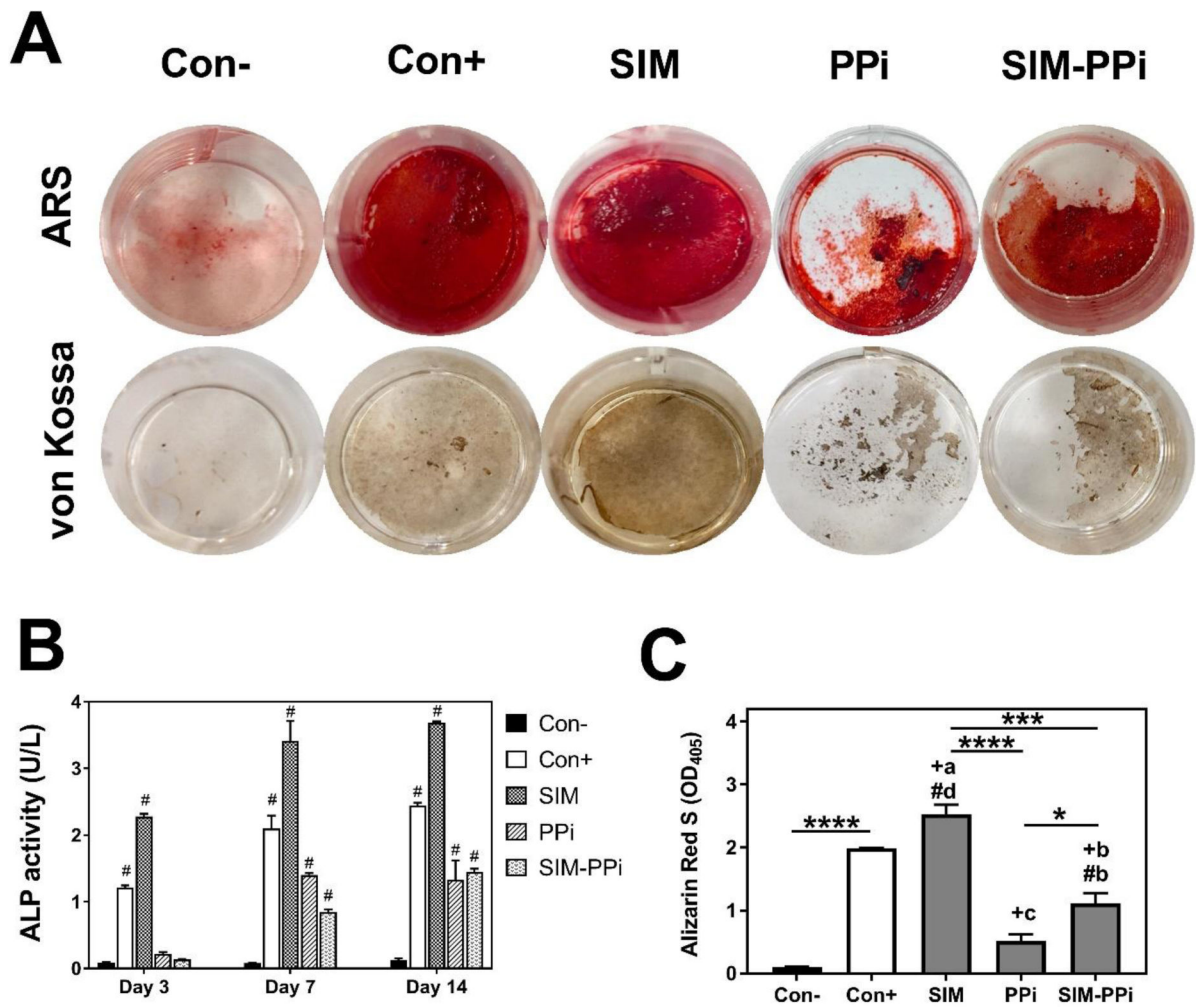 A
Con- Con+ SIM PPi SIM-PPi
ARS
von Kossa
B
ALP activity (U/L)
4
3
2
1
0
# # # # # # # # # #
Day 3 Day 7 Day 14
Con-
Con+
SIM
PPi
SIM-PPi
C
Alizarin Red S (OD405)
4
3
2
1
0
***
****
+a
#d
****
*
+b
#b
+c
Con- Con+ SIM PPi SIM-PPi